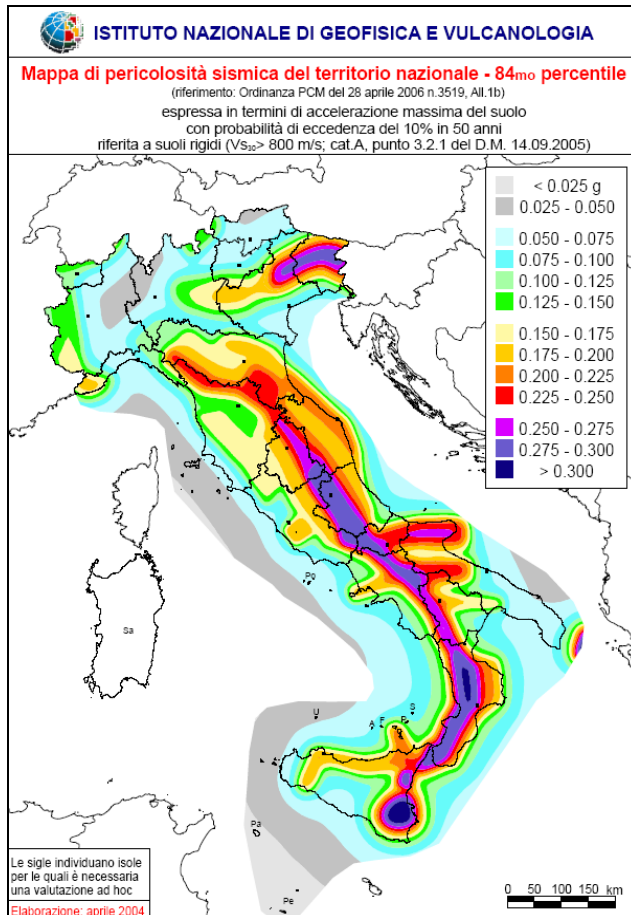 ISTITUTO NAZIONALE DI GEOFISICA E VULCANOLOGIA
Mappa di pericolosità sismica del territorio nazionale - 84mo percentile
(riferimento: Ordinanza PCM del 28 aprile 2006 n.3519, All.1b)
espressa in termini di accelerazione massima del suolo
con probabilità di eccedenza del 10% in 50 anni
riferita a suoli rigidi (Vs30> 800 m/s; cat.A, punto 3.2.1 del D.M. 14.09.2005)
< 0.025 g
0.025 - 0.050
0.050 - 0.075
0.075 - 0.100
0.100 - 0.125
0.125 - 0.150
0.150 - 0.175
0.175 - 0.200
0.200 - 0.225
0.225 - 0.250
0.250 - 0.275
0.275 - 0.300
> 0.300
Po
Sa
U
A
F
P
S
Pa
Pe
Le sigle individuano isole
per le quali è necessaria
una valutazione ad hoc
Elaborazione: aprile 2004
0 50 100 150 km